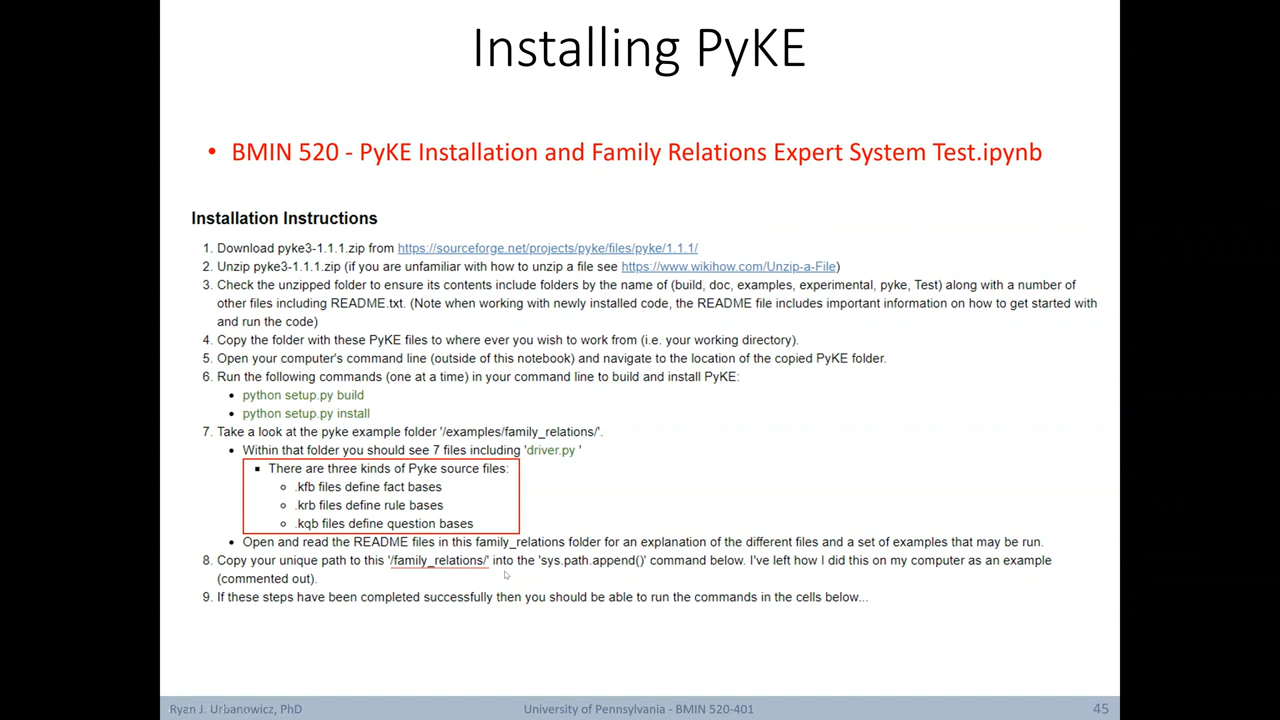 Installing PyKE
• BMIN 520 - PyKE Installation and Family Relations Expert System Test.ipynb
Installation Instructions
1. Download pyke3-1.1.1.zip from https://sourceforge.net/projects/pyke/files/pyke/1.1.1/
2. Unzip pyke3-1.1.1.zip (if you are unfamiliar with how to unzip a file see https://www.wikihow.com/Unzip-a-File)
3. Check the unzipped folder to ensure its contents include folders by the name of (build, doc, examples, experimental, pyke, Test) along with a number of
other files including README.txt. (Note when working with newly installed code, the README file includes important information on how to get started with
and run the code)
4. Copy the folder with these PyKE files to where ever you wish to work from (i.e. your working directory).
5. Open your computer's command line (outside of this notebook) and navigate to the location of the copied PyKE folder.
6. Run the following commands (one at a time) in your command line to build and install PyKE:
• python setup.py build
• python setup.py install
7. Take a look at the pyke example folder '/examples/family_relations/'.
• Within that folder you should see 7 files including 'driver.py '
▪ There are three kinds of Pyke source files:
◦ .kfb files define fact bases
◦ .krb files define rule bases
◦ .kqb files define question bases
• Open and read the README files in this family_relations folder for an explanation of the different files and a set of examples that may be run.
8. Copy your unique path to this '/family_relations/' into the 'sys.path.append()' command below. I've left how I did this on my computer as an example
(commented out).
9. If these steps have been completed successfully then you should be able to run the commands in the cells below...
Ryan J. Urbanowicz, PhD
University of Pennsylvania - BMIN 520-401
45